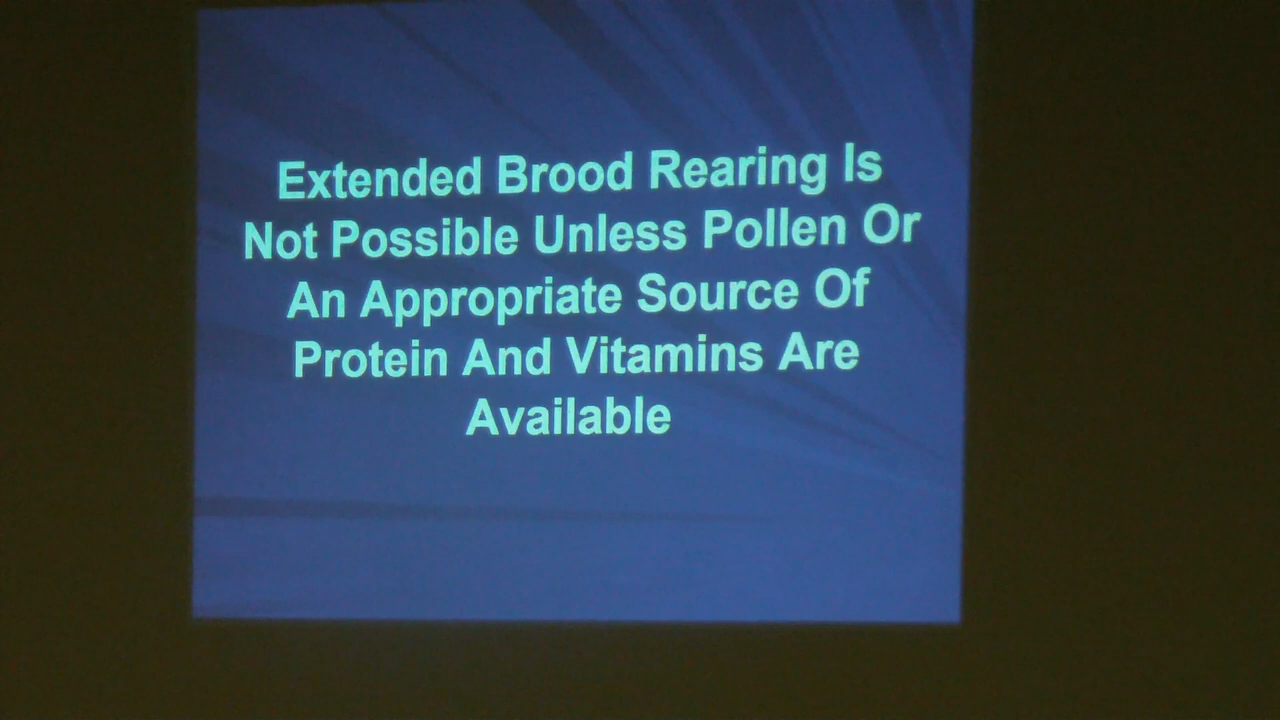 Extended Brood Rearing Is
Not Possible Unless Pollen Or
An Appropriate Source Of
Protein And Vitamins Are
Available